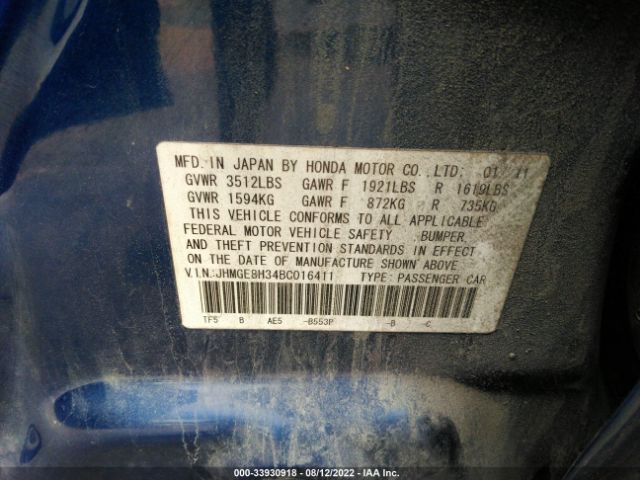 MFD. IN JAPAN BY HONDA MOTOR CO.,LTD. 01 11
GVWR 3512LBS GAWR F 1921LBS R 1619LBS
GVWR 1594KG GAWR F 872KG R 735KG
THIS VEHICLE CONFORMS TO ALL APPLICABLE
FEDERAL MOTOR VEHICLE SAFETY , BUMPER,
AND THEFT PREVENTION STANDARDS IN EFFECT
ON THE DATE OF MANUFACTURE SHOWN ABOVE.
V.I.N.:JHMGE8H34BC016411 TYPE: PASSENGER CAR
TF5 B AE5 -B553P -B -C
000-33930918 - 08/12/2022 - IAA Inc.